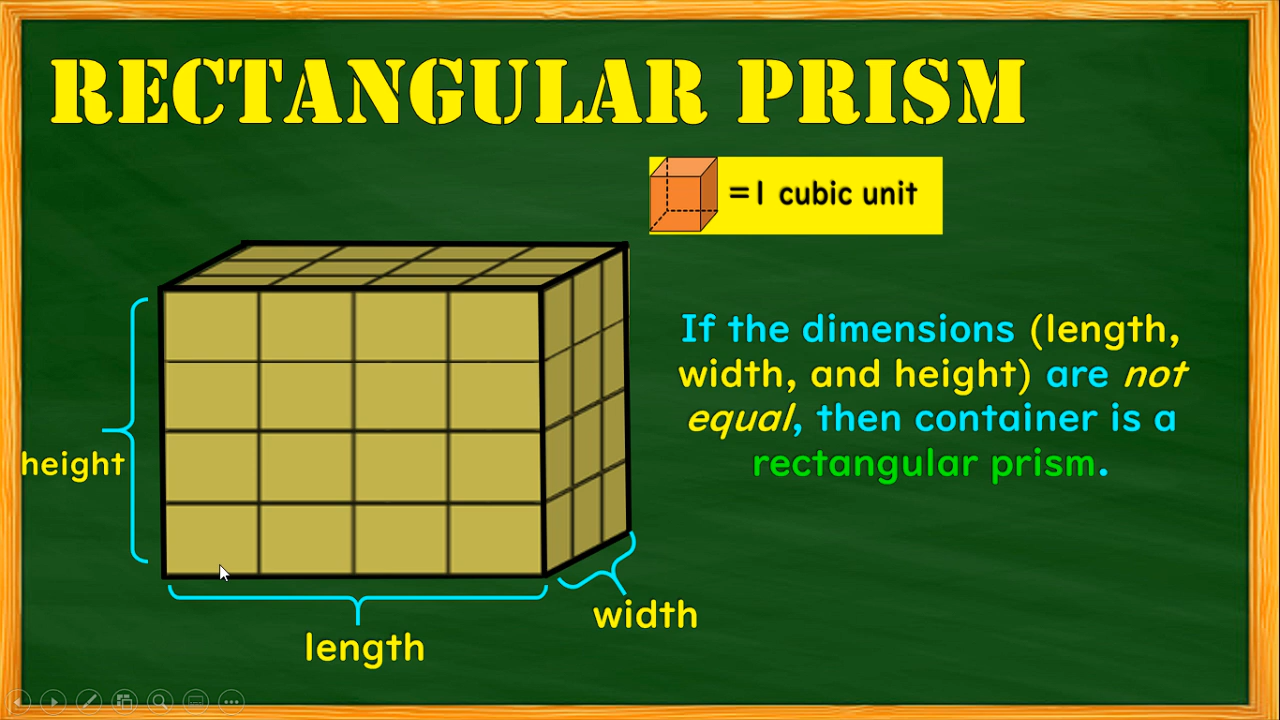 RECTANGULAR PRISM
=1 cubic unit
If the dimensions (length,
width, and height) are not
equal, then container is a
rectangular prism.
height
width
length